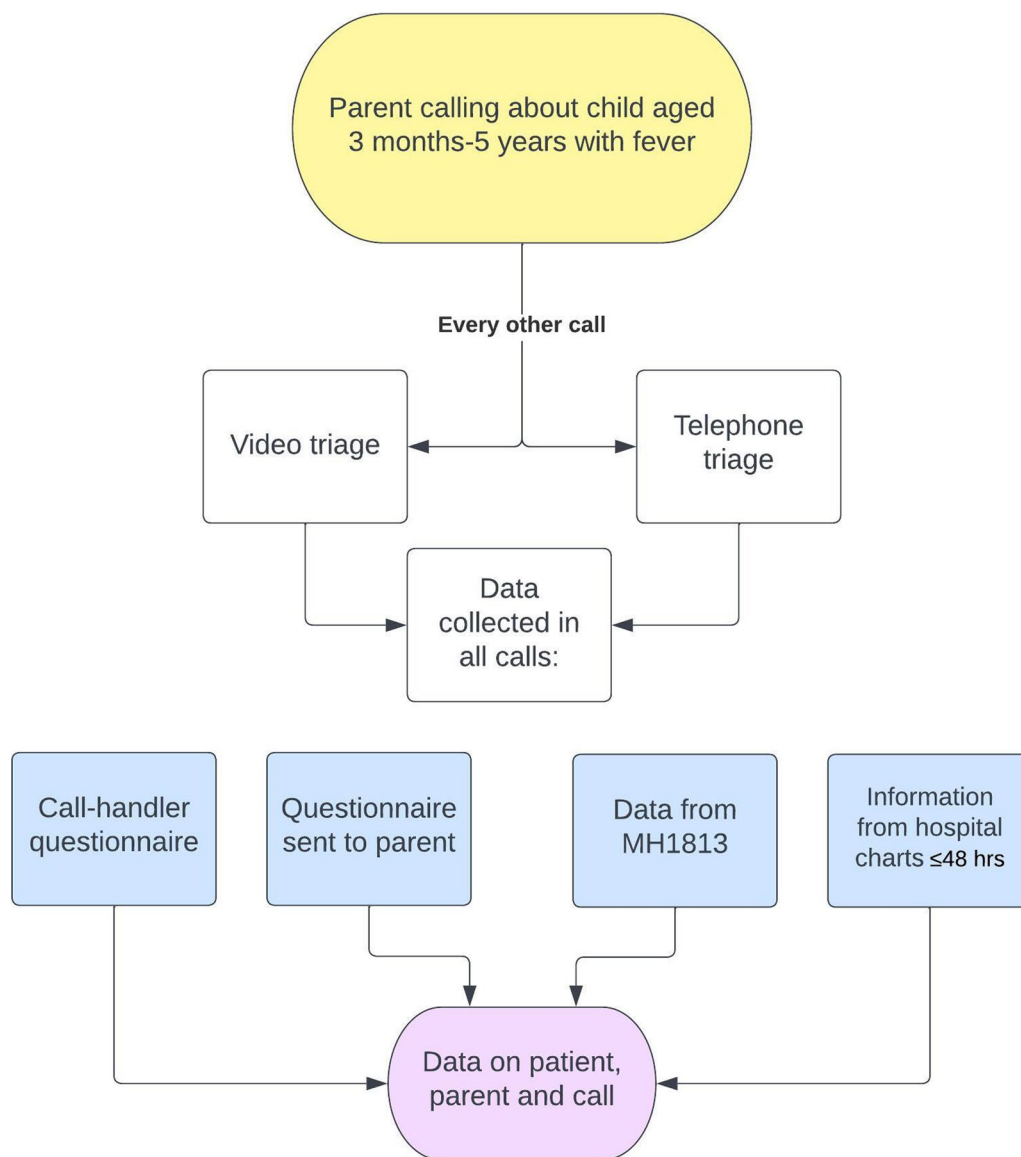 Parent calling about child aged
3 months-5 years with fever
Every other call
Video triage
Telephone
triage
Data
collected in
all calls:
Call-handler
questionnaire
Questionnaire
sent to parent
Data from
MH1813
Information
from hospital
charts ≤48 hrs
Data on patient,
parent and call